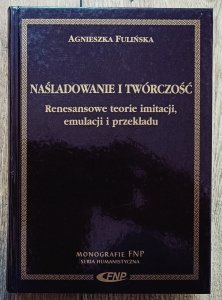 Agnieszka Fulińska
NAŚLADOWANIE I TWÓRCZOŚĆ
Renesansowe teorie imitacji,
emulacji i przekładu
MONOGRAFIE FNP
SERIA HUMANISTYCZNA
FNP